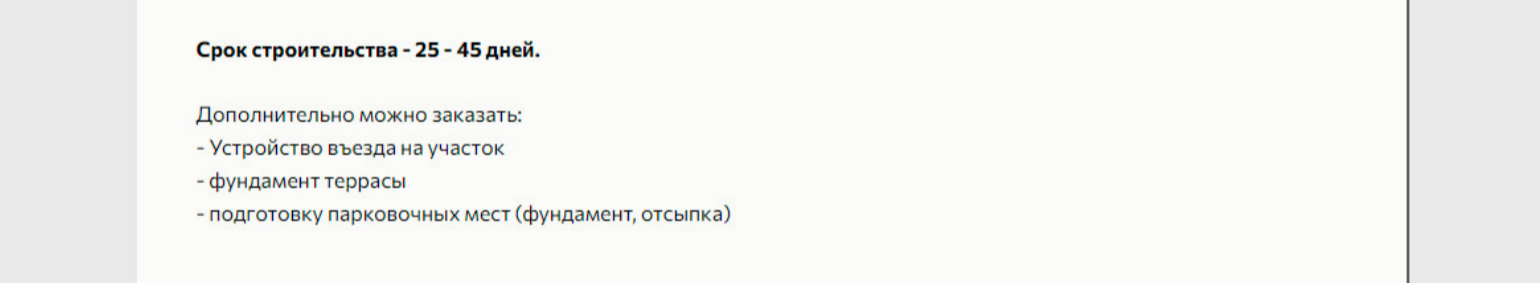 Срок строительства - 25 - 45 дней.
Дополнительно можно заказать:
- Устройство въезда на участок
- фундамент террасы
- подготовку парковочных мест (фундамент, отсыпка)